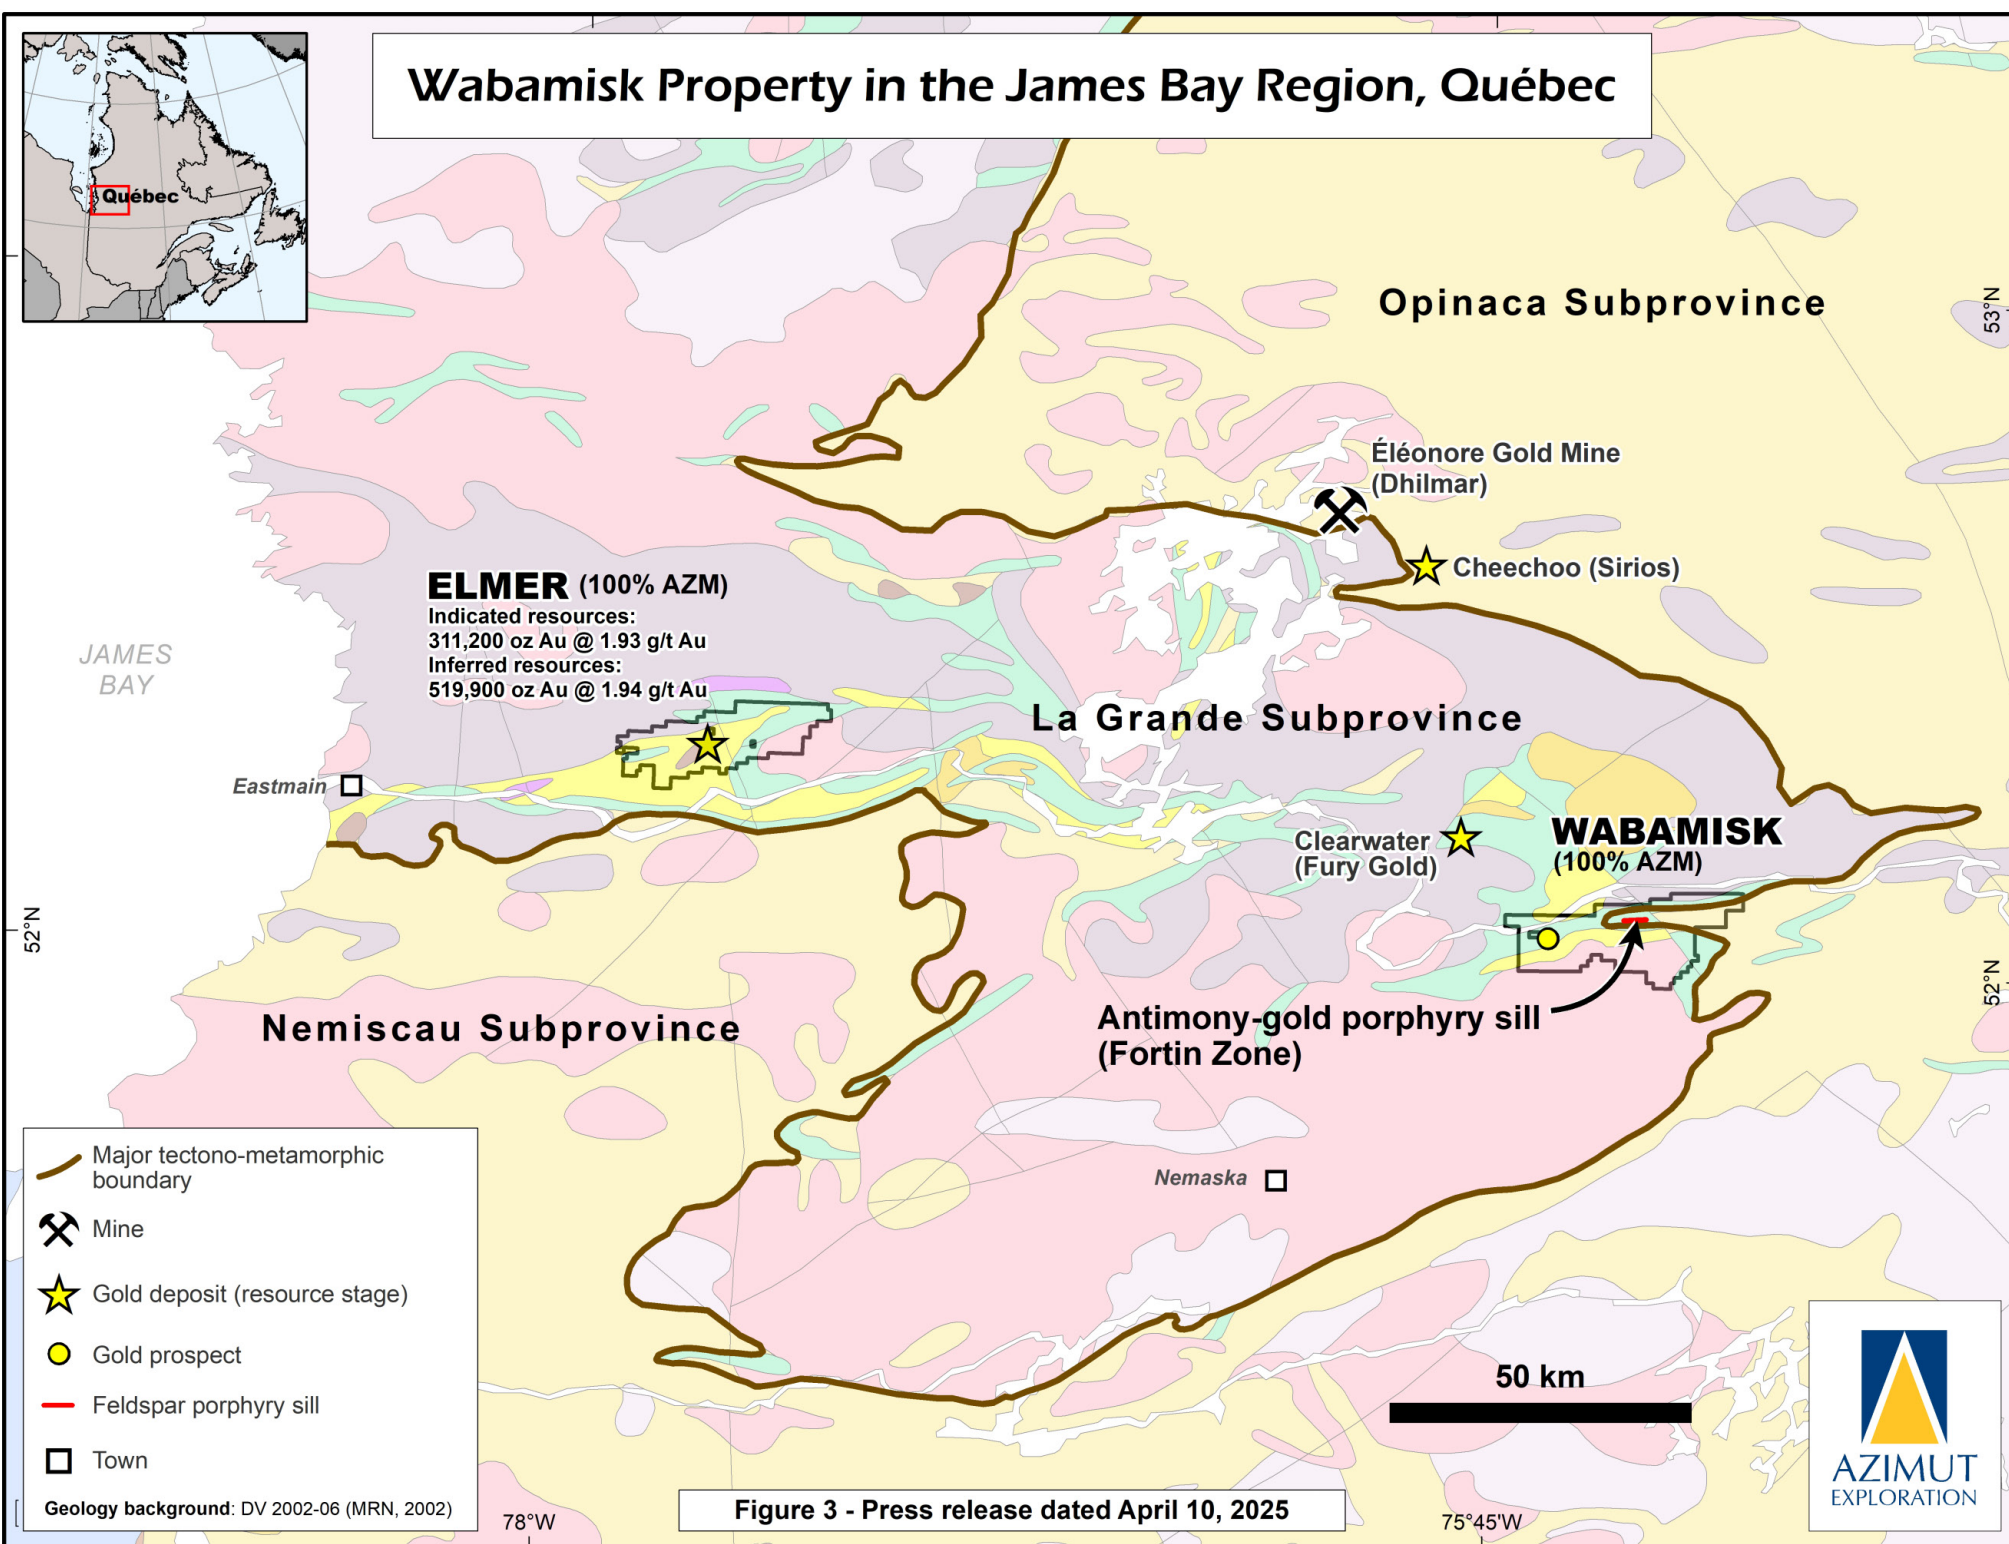 Wabamisk Property in the James Bay Region, Québec
Québec
Opinaca Subprovince
53°N
Éléonore Gold Mine
(Dhilmar)
Cheechoo (Sirios)
ELMER (100% AZM)
Indicated resources:
311,200 oz Au @ 1.93 g/t Au
Inferred resources:
519,900 oz Au @ 1.94 g/t Au
JAMES
BAY
La Grande Subprovince
Eastmain
Clearwater
(Fury Gold)
WABAMISK
(100% AZM)
52°N
52°N
Nemiscau Subprovince
Antimony-gold porphyry sill
(Fortin Zone)
Nemaska
Major tectono-metamorphic
boundary
Mine
Gold deposit (resource stage)
Gold prospect
Feldspar porphyry sill
Town
Geology background: DV 2002-06 (MRN, 2002)
50 km
AZIMUT
EXPLORATION
Figure 3 - Press release dated April 10, 2025
78°W
75°45'W